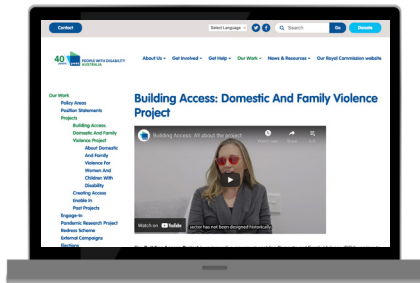 Contact
Select Language
Search
Go
Donate
40
years
PEOPLE WITH DISABILITY
AUSTRALIA
About Us
Get Involved
Get Help
Our Work
News & Resources
Our Royal Commission website
Our Work
Policy Areas
Position Statements
Projects
Building Access
Domestic And Family
Violence Project
About Domestic
And Family
Violence For
Women And
Children With
Disability
Creating Access
Enable In
Past Projects
Engage-In
Pandemic Research Project
Redress Scheme
External Campaigns
Elections
Building Access: Domestic And Family Violence
Project
Building Access: All about the project
Share
Watch on YouTube
sector has not been designed historically,